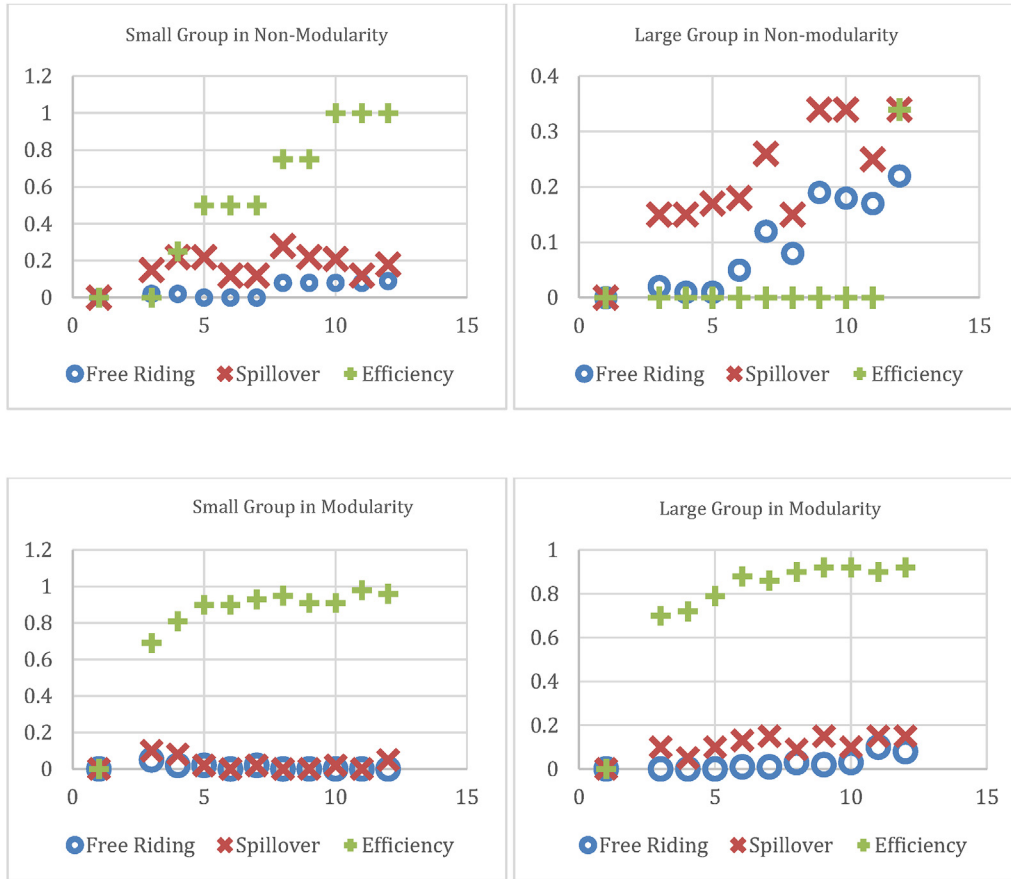 Small Group in Non-Modularity
1.2
1
0.8
0.6
0.4
0.2
0
0 5 10 15
Free Riding Spillover Efficiency
Large Group in Non-modularity
0.4
0.3
0.2
0.1
0
0 5 10 15
Free Riding Spillover Efficiency
Small Group in Modularity
1.2
1
0.8
0.6
0.4
0.2
0
0 5 10 15
Free Riding Spillover Efficiency
Large Group in Modularity
1
0.8
0.6
0.4
0.2
0
0 5 10 15
Free Riding Spillover Efficiency